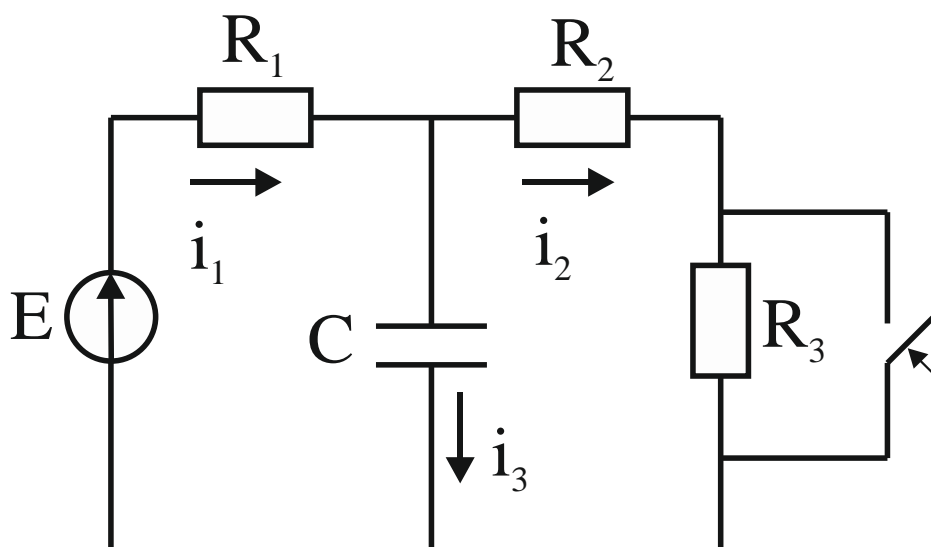 R₁
R₂
i₁
i₂
E
C
R₃
i₃